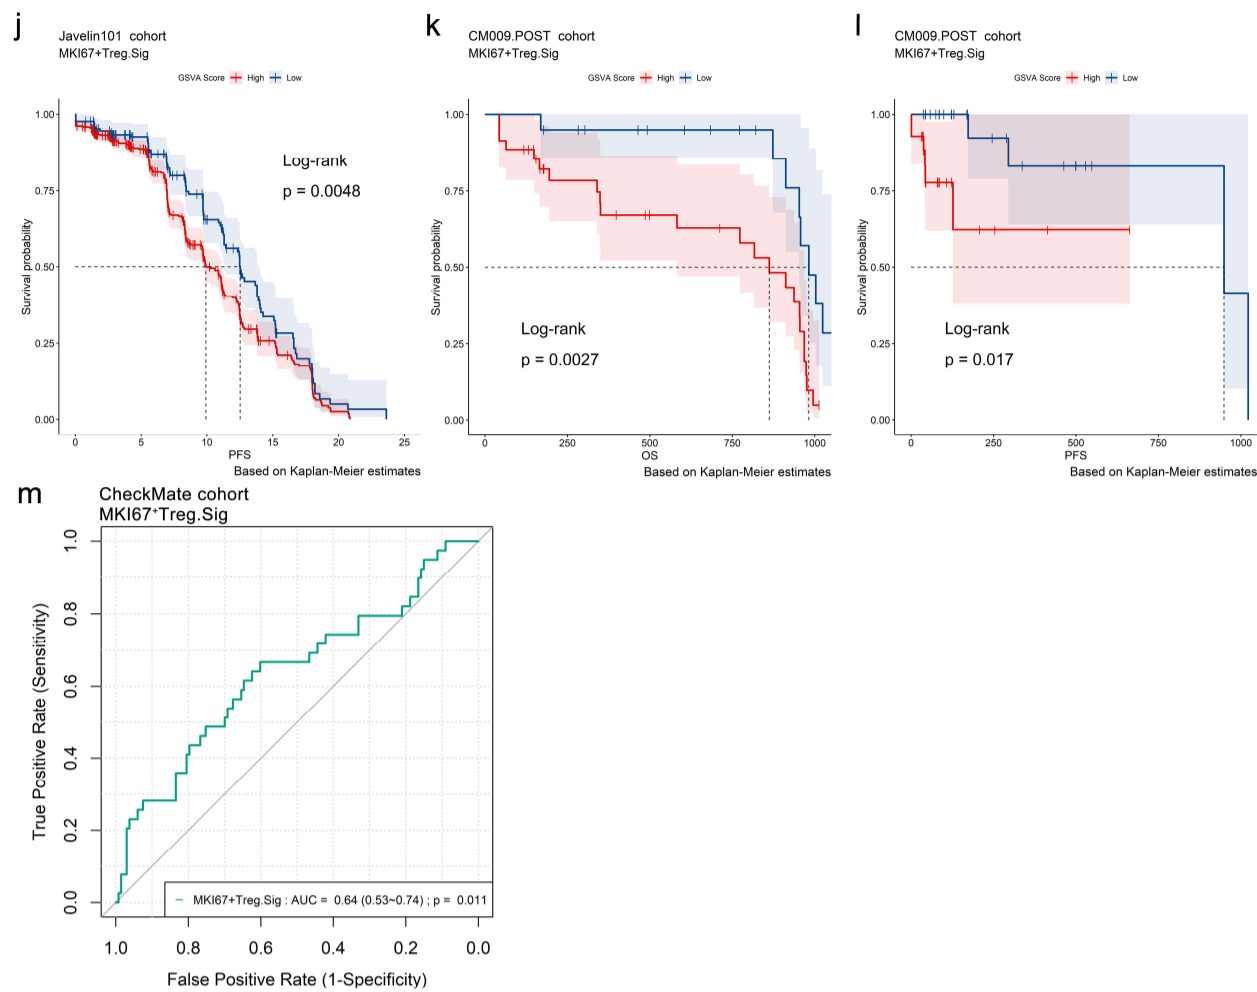 j
Javelin101 cohort
MKI67+Treg.Sig
GSVA Score High Low
1.00
0.75
0.50
0.25
0.00
Survival probability
Log-rank
p = 0.0048
0 5 10 15 20 25
PFS
Based on Kaplan-Meier estimates
k
CM009.POST cohort
MKI67+Treg.Sig
GSVA Score High Low
1.00
0.75
0.50
0.25
0.00
Survival probability
Log-rank
p = 0.0027
0 250 500 750 1000
OS
Based on Kaplan-Meier estimates
l
CM009.POST cohort
MKI67+Treg.Sig
GSVA Score High Low
1.00
0.75
0.50
0.25
0.00
Survival probability
Log-rank
p = 0.017
0 250 500 750 1000
PFS
Based on Kaplan-Meier estimates
m
CheckMate cohort
MKI67⁺Treg.Sig
1.0
0.8
0.6
0.4
0.2
0.0
True Positive Rate (Sensitivity)
MKI67+Treg.Sig : AUC = 0.64 (0.53~0.74) ; p = 0.011
1.0 0.8 0.6 0.4 0.2 0.0
False Positive Rate (1-Specificity)